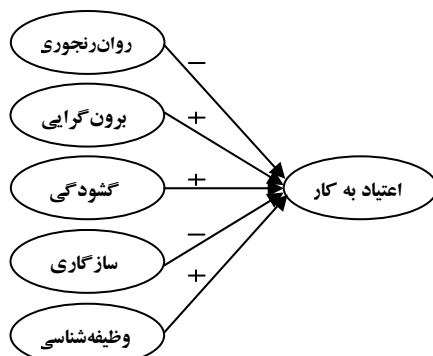 روان‌رنجوری
–
برون‌گرایی
+
گشودگی
+
اعتیاد به کار
سازگاری
–
+
وظیفه‌شناسی